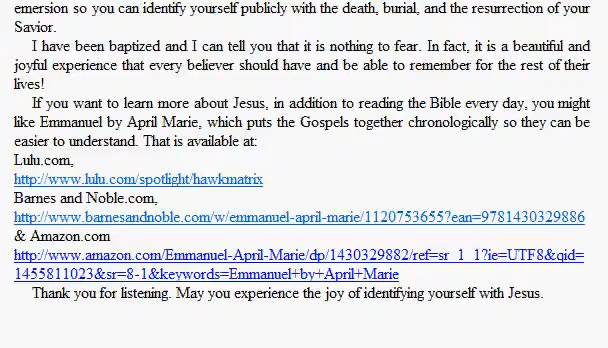 emersion so you can identify yourself publicly with the death, burial, and the resurrection of your
Savior.
I have been baptized and I can tell you that it is nothing to fear. In fact, it is a beautiful and
joyful experience that every believer should have and be able to remember for the rest of their
lives!
If you want to learn more about Jesus, in addition to reading the Bible every day, you might
like Emmanuel by April Marie, which puts the Gospels together chronologically so they can be
easier to understand. That is available at:
Lulu.com,
http://www.lulu.com/spotlight/hawkmatrix
Barnes and Noble.com,
http://www.barnesandnoble.com/w/emmanuel-april-marie/1120753655?ean=9781430329886
& Amazon.com
http://www.amazon.com/Emmanuel-April-Marie/dp/1430329882/ref=sr_1_1?ie=UTF8&qid=
1455811023&sr=8-1&keywords=Emmanuel+by+April+Marie
Thank you for listening. May you experience the joy of identifying yourself with Jesus.